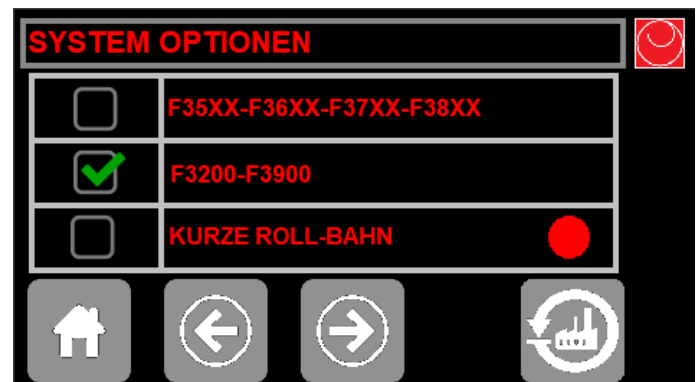 SYSTEM OPTIONEN
F35XX-F36XX-F37XX-F38XX
F3200-F3900
KURZE ROLL-BAHN